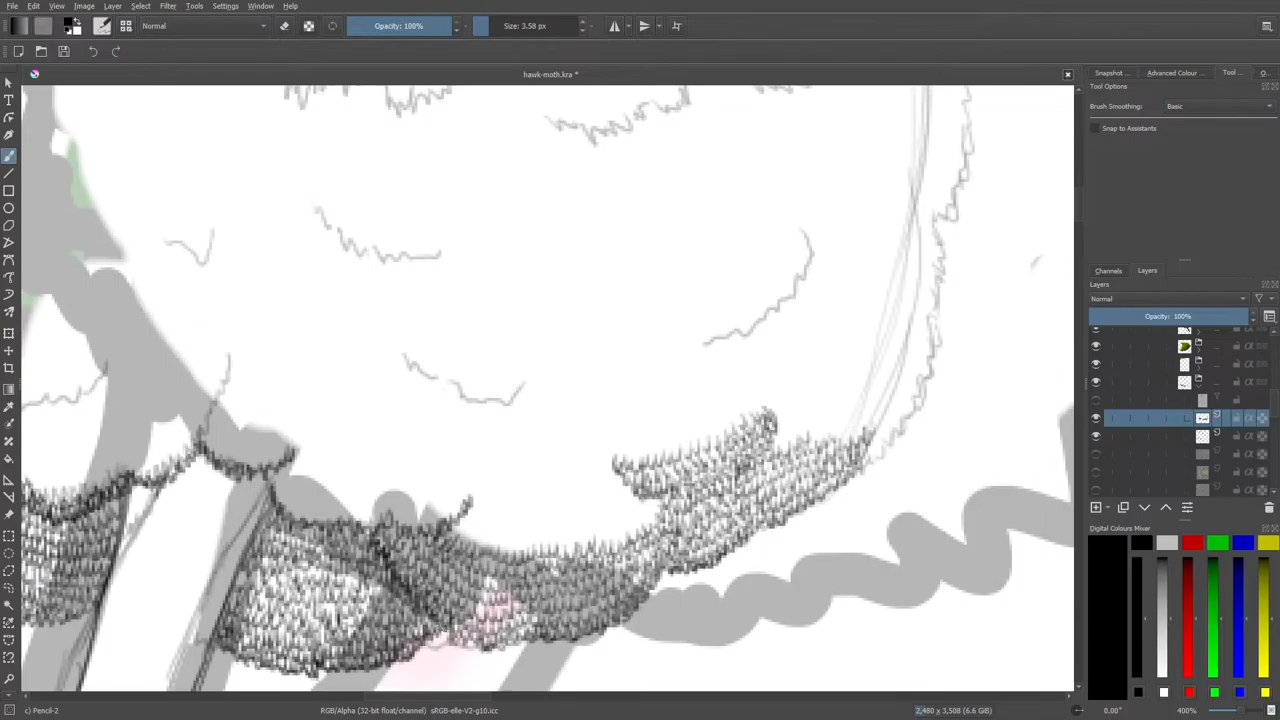 File Edit View Image Layer Select Filter Tools Settings Window Help
Normal Opacity: 100% Size: 3.58 px
hawk-moth.kra *
Snapshot ... Advanced Colour ... Tool ... O...
Tool Options
Brush Smoothing: Basic
Snap to Assistants
Channels Layers
Layers
Normal
Opacity: 100%
Digital Colours Mixer
c) Pencil-2 RGB/Alpha (32-bit float/channel) sRGB-elle-V2-g10.icc 2,480 x 3,508 (6.6 GiB) 0.00° 400%